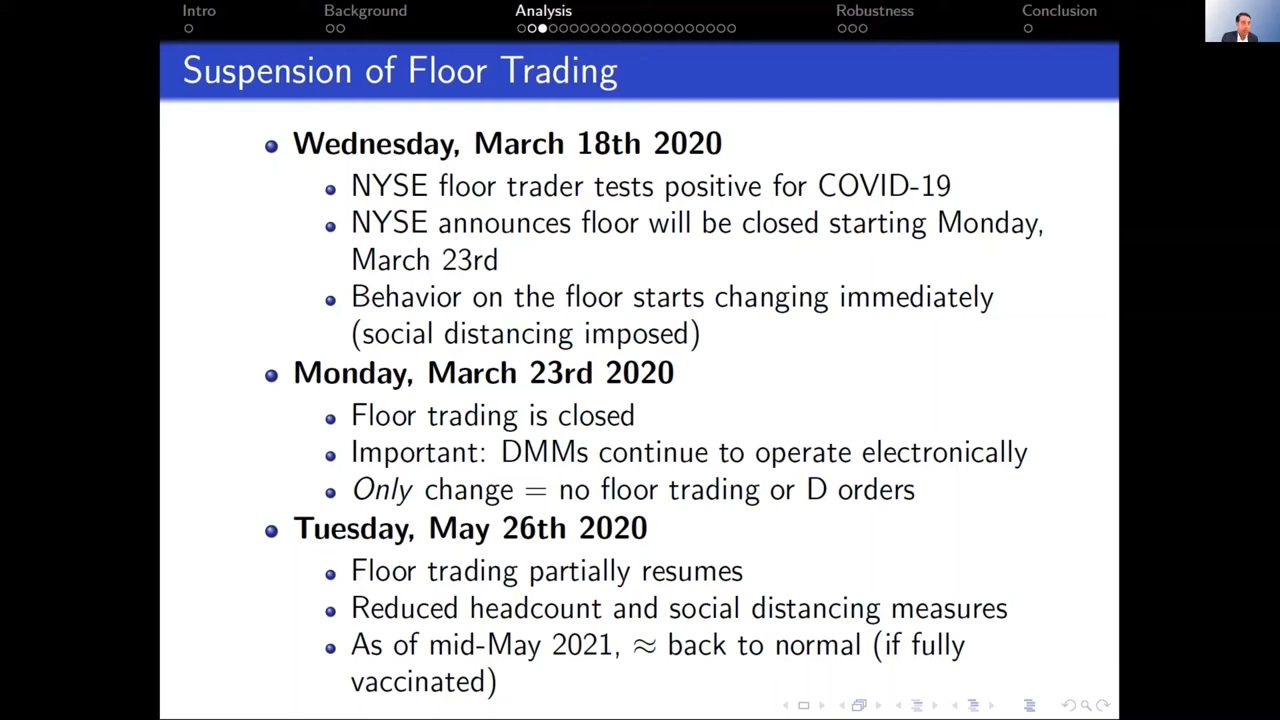 Intro Background Analysis Robustness Conclusion
Suspension of Floor Trading
Wednesday, March 18th 2020
NYSE floor trader tests positive for COVID-19
NYSE announces floor will be closed starting Monday,
March 23rd
Behavior on the floor starts changing immediately
(social distancing imposed)
Monday, March 23rd 2020
Floor trading is closed
Important: DMMs continue to operate electronically
Only change = no floor trading or D orders
Tuesday, May 26th 2020
Floor trading partially resumes
Reduced headcount and social distancing measures
As of mid-May 2021, ≈ back to normal (if fully
vaccinated)